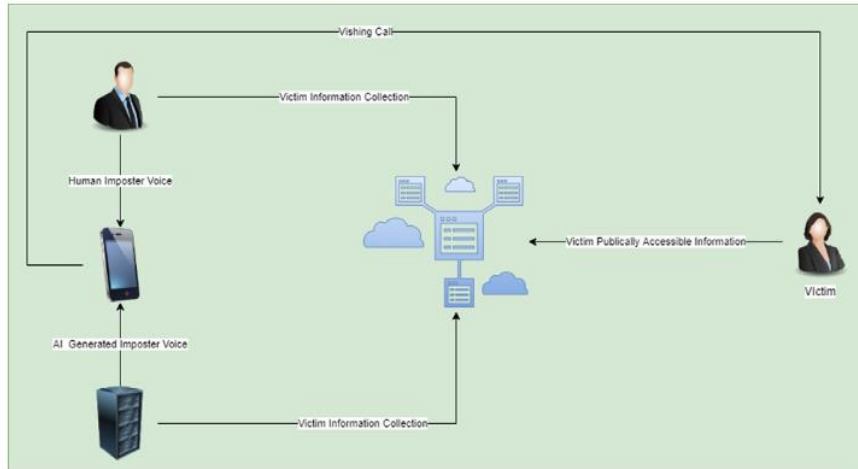 Vishing Call
Victim Information Collection
Human Imposter Voice
Victim Publically Accessible Information
VIctim
AI  Generated Imposter Voice
Victim Information Collection